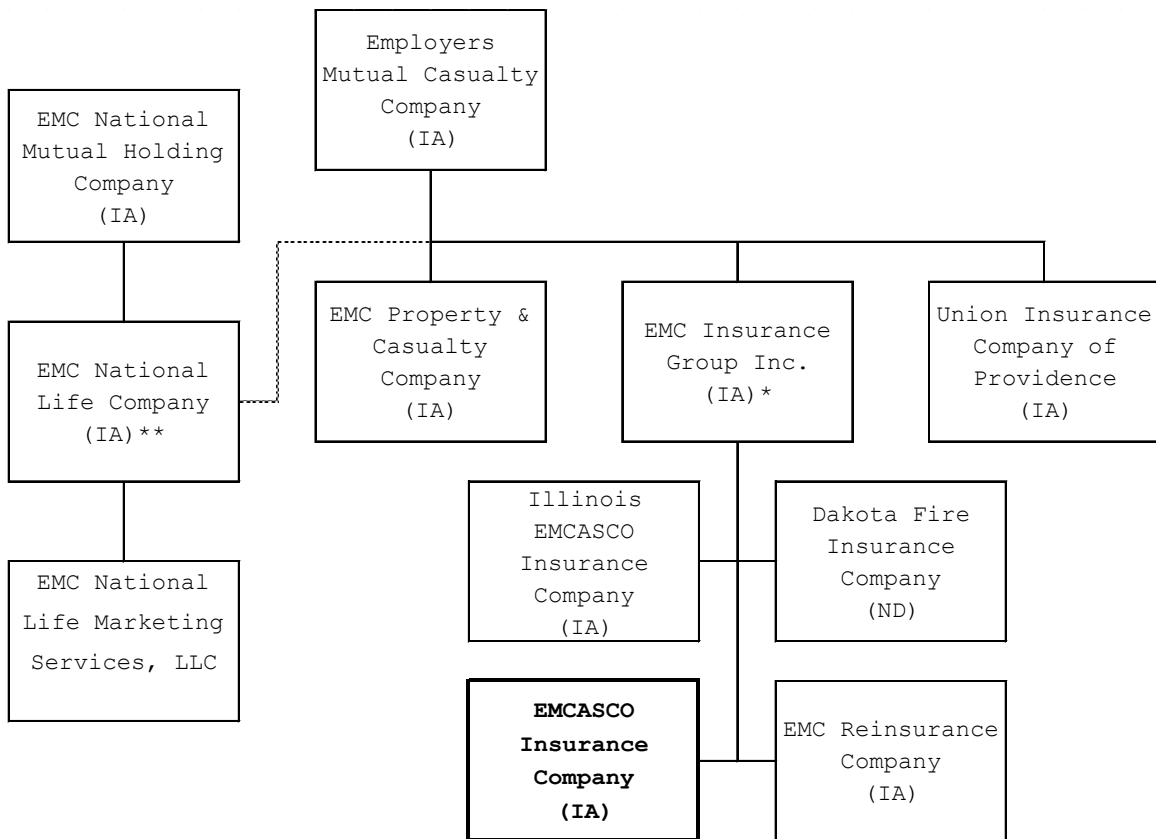 Employers
Mutual Casualty
Company
(IA)
EMC National
Mutual Holding
Company
(IA)
EMC National
Life Company
(IA)**
EMC National
Life Marketing
Services, LLC
EMC Property &
Casualty
Company
(IA)
EMC Insurance
Group Inc.
(IA)*
Union Insurance
Company of
Providence
(IA)
Illinois
EMCASCO
Insurance
Company
(IA)
Dakota Fire
Insurance
Company
(ND)
EMCASCO
Insurance
Company
(IA)
EMC Reinsurance
Company
(IA)